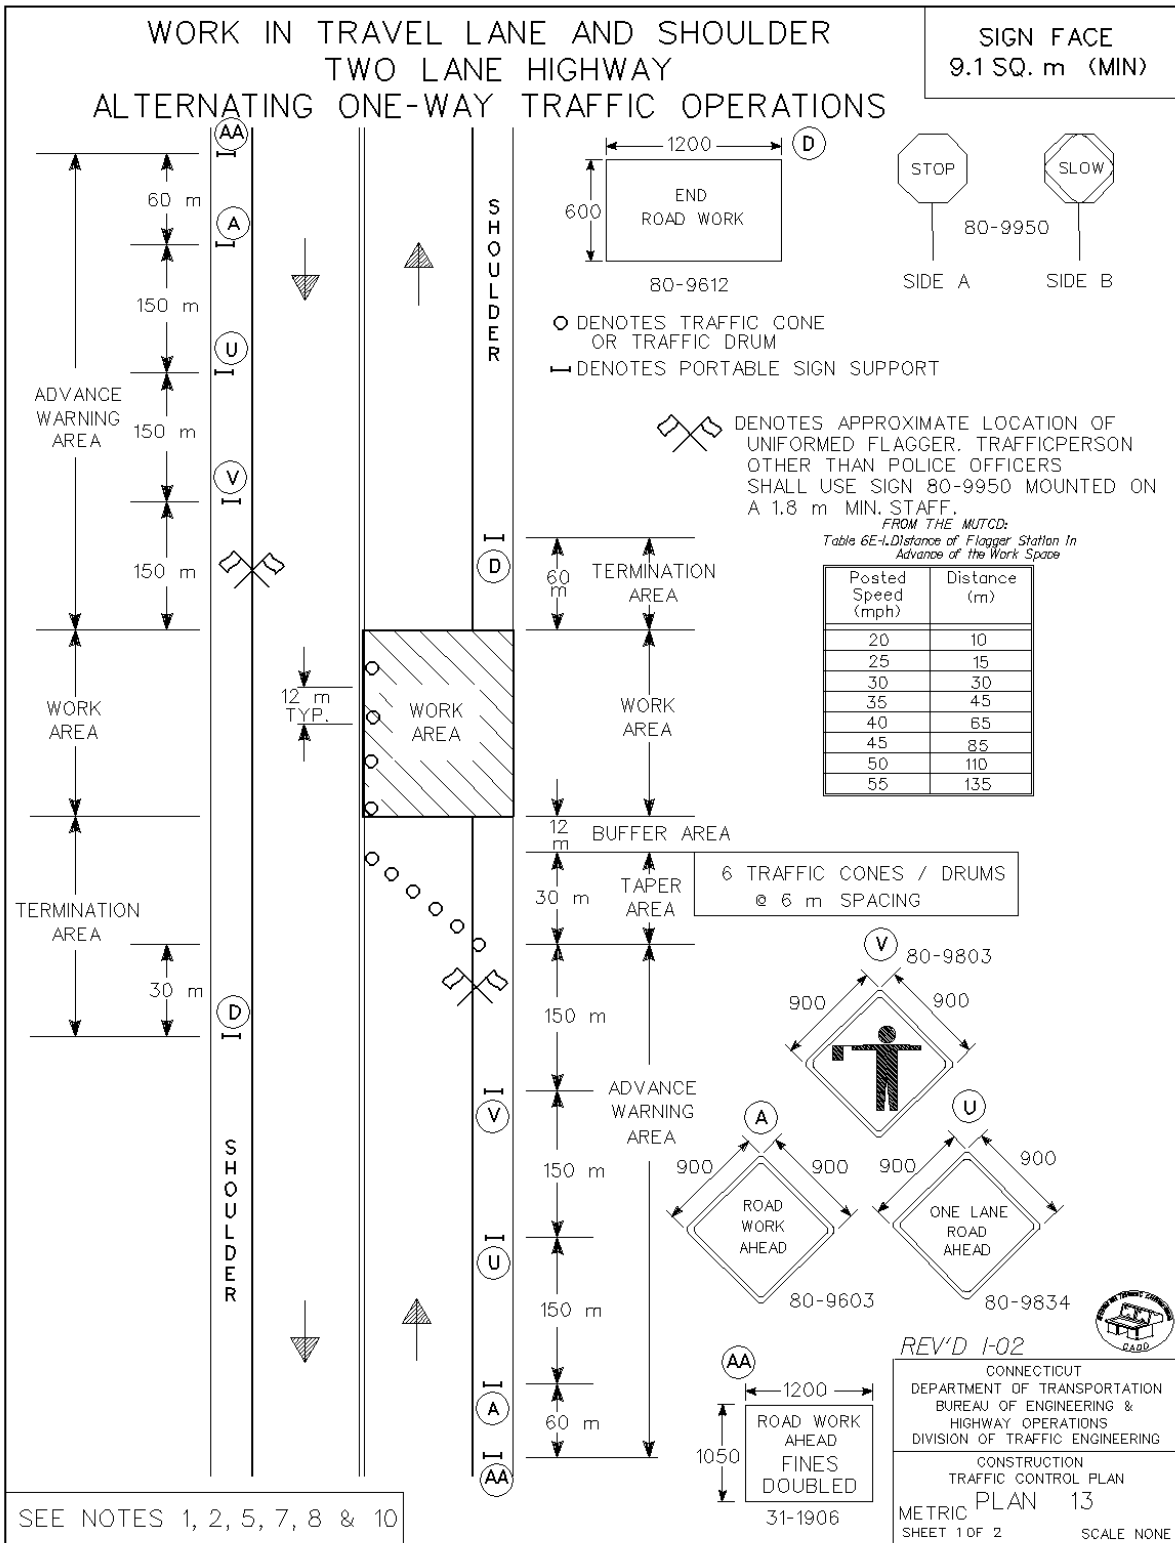 WORK IN TRAVEL LANE AND SHOULDER
TWO LANE HIGHWAY
ALTERNATING ONE-WAY TRAFFIC OPERATIONS
SIGN FACE
9.1 SQ. m (MIN)
AA
60 m
A
150 m
U
ADVANCE
WARNING
AREA
150 m
V
150 m
WORK
AREA
12 m
TYP.
TERMINATION
AREA
30 m
D
SHOULDER
SHOULDER
D
60
m
TERMINATION
AREA
WORK
AREA
WORK
AREA
12
m
BUFFER AREA
30 m
TAPER
AREA
6 TRAFFIC CONES / DRUMS
@ 6 m SPACING
150 m
V
ADVANCE
WARNING
AREA
150 m
U
150 m
A
60 m
AA
1200
D
600
END
ROAD WORK
80-9612
STOP
SLOW
80-9950
SIDE A
SIDE B
DENOTES TRAFFIC CONE
OR TRAFFIC DRUM
DENOTES PORTABLE SIGN SUPPORT
DENOTES APPROXIMATE LOCATION OF
UNIFORMED FLAGGER. TRAFFICPERSON
OTHER THAN POLICE OFFICERS
SHALL USE SIGN 80-9950 MOUNTED ON
A 1.8 m MIN. STAFF.
FROM THE MUTCD:
Table 6E-1. Distance of Flagger Station in
Advance of the Work Space
Posted Speed (mph) Distance (m)
20 10
25 15
30 30
35 45
40 65
45 85
50 110
55 135
V
80-9803
900
900
A
900
900
ROAD
WORK
AHEAD
80-9603
U
900
900
ONE LANE
ROAD
AHEAD
80-9834
AA
1200
1050
ROAD WORK
AHEAD
FINES
DOUBLED
31-1906
CADD
REV'D 1-02
CONNECTICUT
DEPARTMENT OF TRANSPORTATION
BUREAU OF ENGINEERING &
HIGHWAY OPERATIONS
DIVISION OF TRAFFIC ENGINEERING
CONSTRUCTION
TRAFFIC CONTROL PLAN
METRIC PLAN 13
SHEET 1 OF 2 SCALE NONE
SEE NOTES 1, 2, 5, 7, 8 & 10